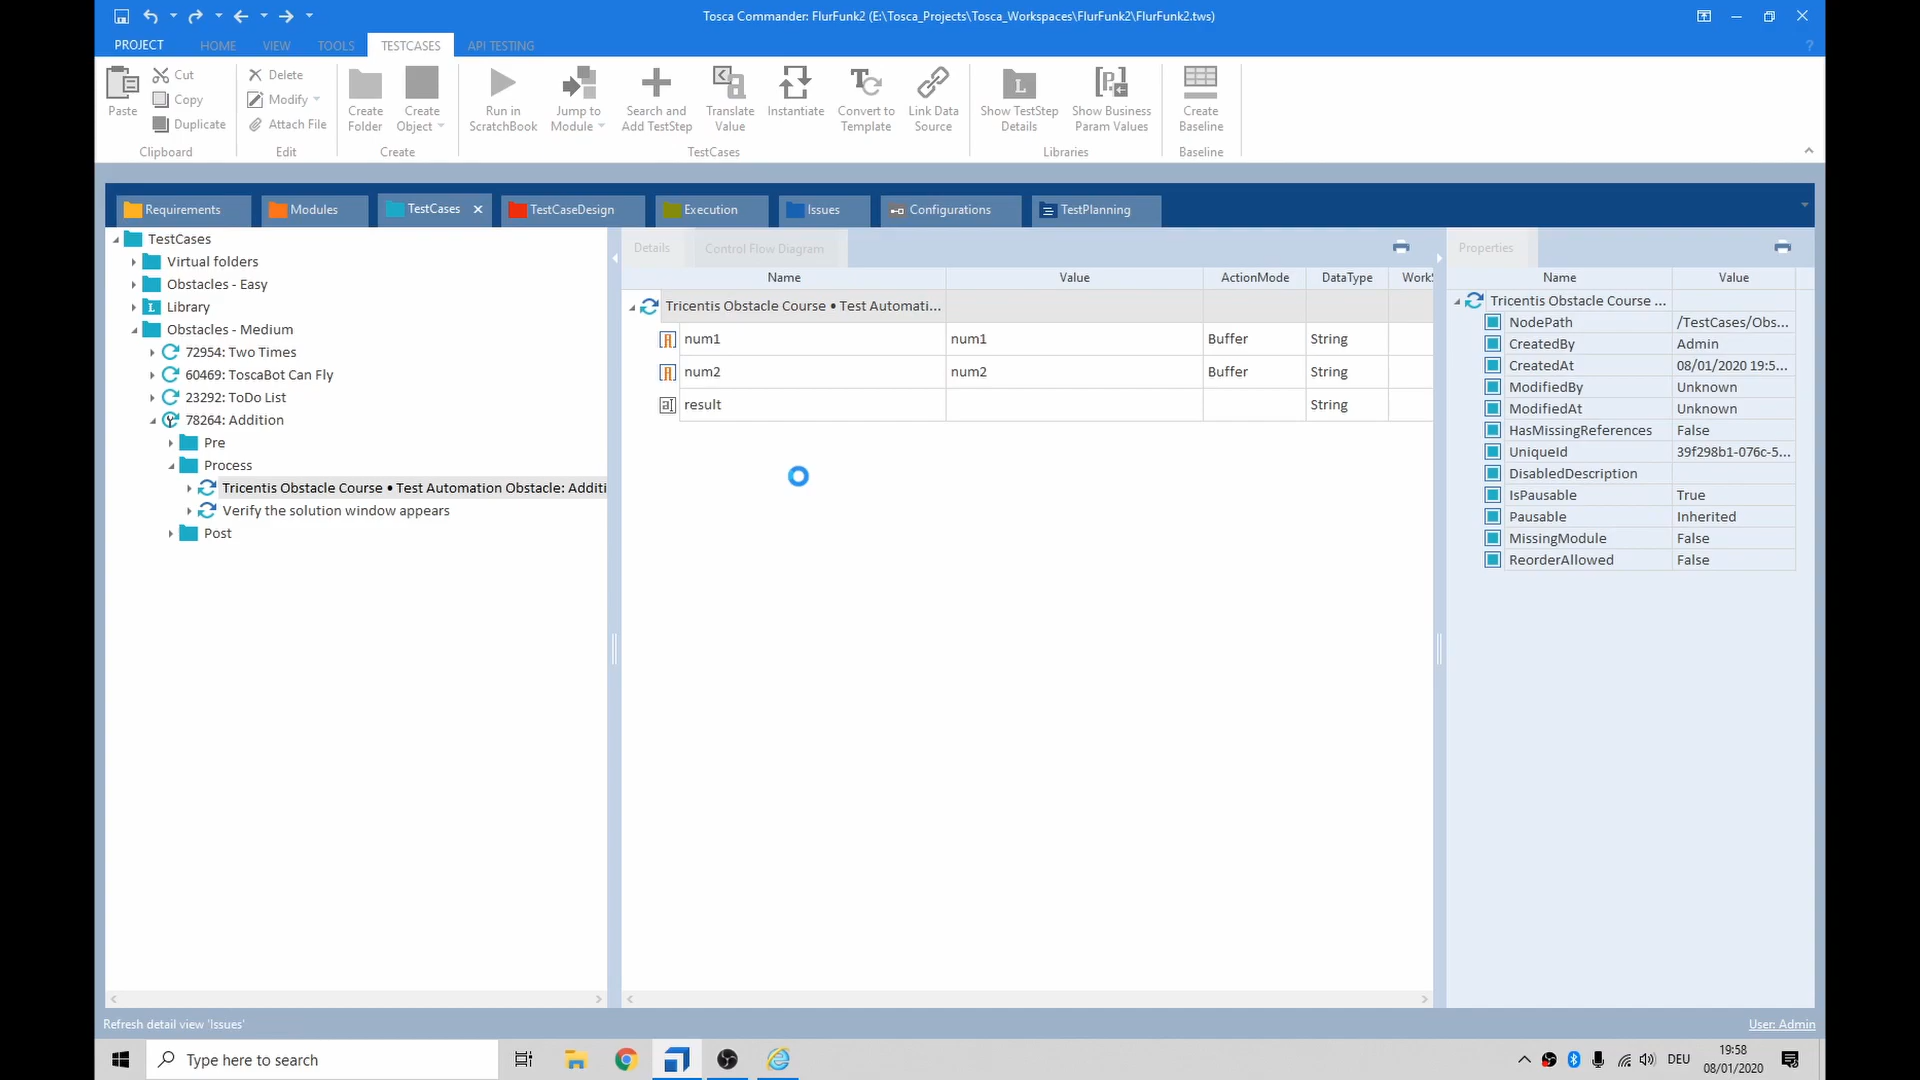 Tosca Commander: FlurFunk2 (E:\Tosca_Projects\Tosca_Workspaces\FlurFunk2\FlurFunk2.tws)
PROJECT HOME VIEW TOOLS TESTCASES API TESTING
Paste
Cut
Copy
Duplicate
Clipboard
Delete
Modify
Attach File
Edit
Create Folder
Create Object
Create
Run in ScratchBook
Jump to Module
Search and Add TestStep
Translate Value
Instantiate
Convert to Template
Link Data Source
TestCases
Show TestStep Details
Show Business Param Values
Libraries
Create Baseline
Baseline
Requirements Modules TestCases TestCaseDesign Execution Issues Configurations TestPlanning
TestCases
Virtual folders
Obstacles - Easy
Library
Obstacles - Medium
72954: Two Times
60469: ToscaBot Can Fly
23292: ToDo List
78264: Addition
Pre
Process
Tricentis Obstacle Course • Test Automation Obstacle: Additi
Verify the solution window appears
Post
Details Control Flow Diagram
Name Value ActionMode DataType WorkS
Tricentis Obstacle Course • Test Automati...
num1 num1 Buffer String
num2 num2 Buffer String
result String
Properties
Name Value
Tricentis Obstacle Course ...
NodePath /TestCases/Obs...
CreatedBy Admin
CreatedAt 08/01/2020 19:5...
ModifiedBy Unknown
ModifiedAt Unknown
HasMissingReferences False
UniqueId 39f298b1-076c-5...
DisabledDescription
IsPausable True
Pausable Inherited
MissingModule False
ReorderAllowed False
Refresh detail view 'Issues'
User: Admin
Type here to search
DEU
19:58
08/01/2020